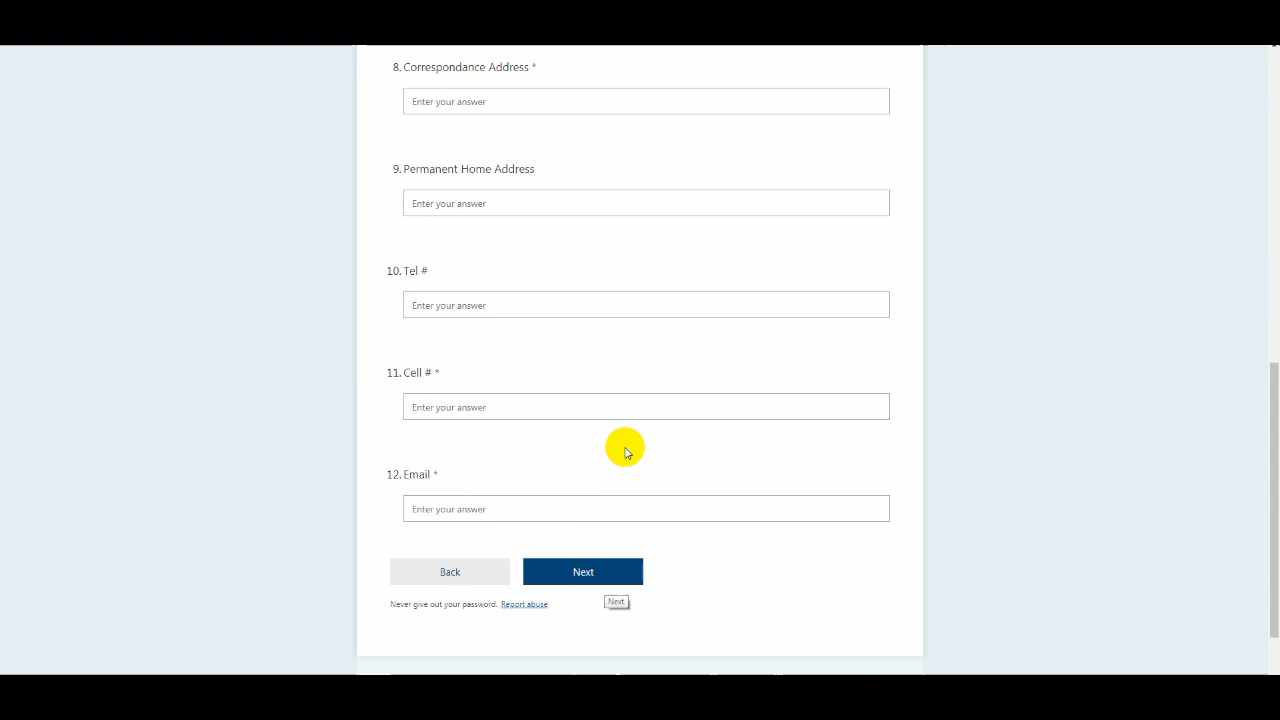 8. Correspondance Address *
Enter your answer
9. Permanent Home Address
Enter your answer
10. Tel #
Enter your answer
11. Cell # *
Enter your answer
12. Email *
Enter your answer
Back
Next
Never give out your password. Report abuse
Next